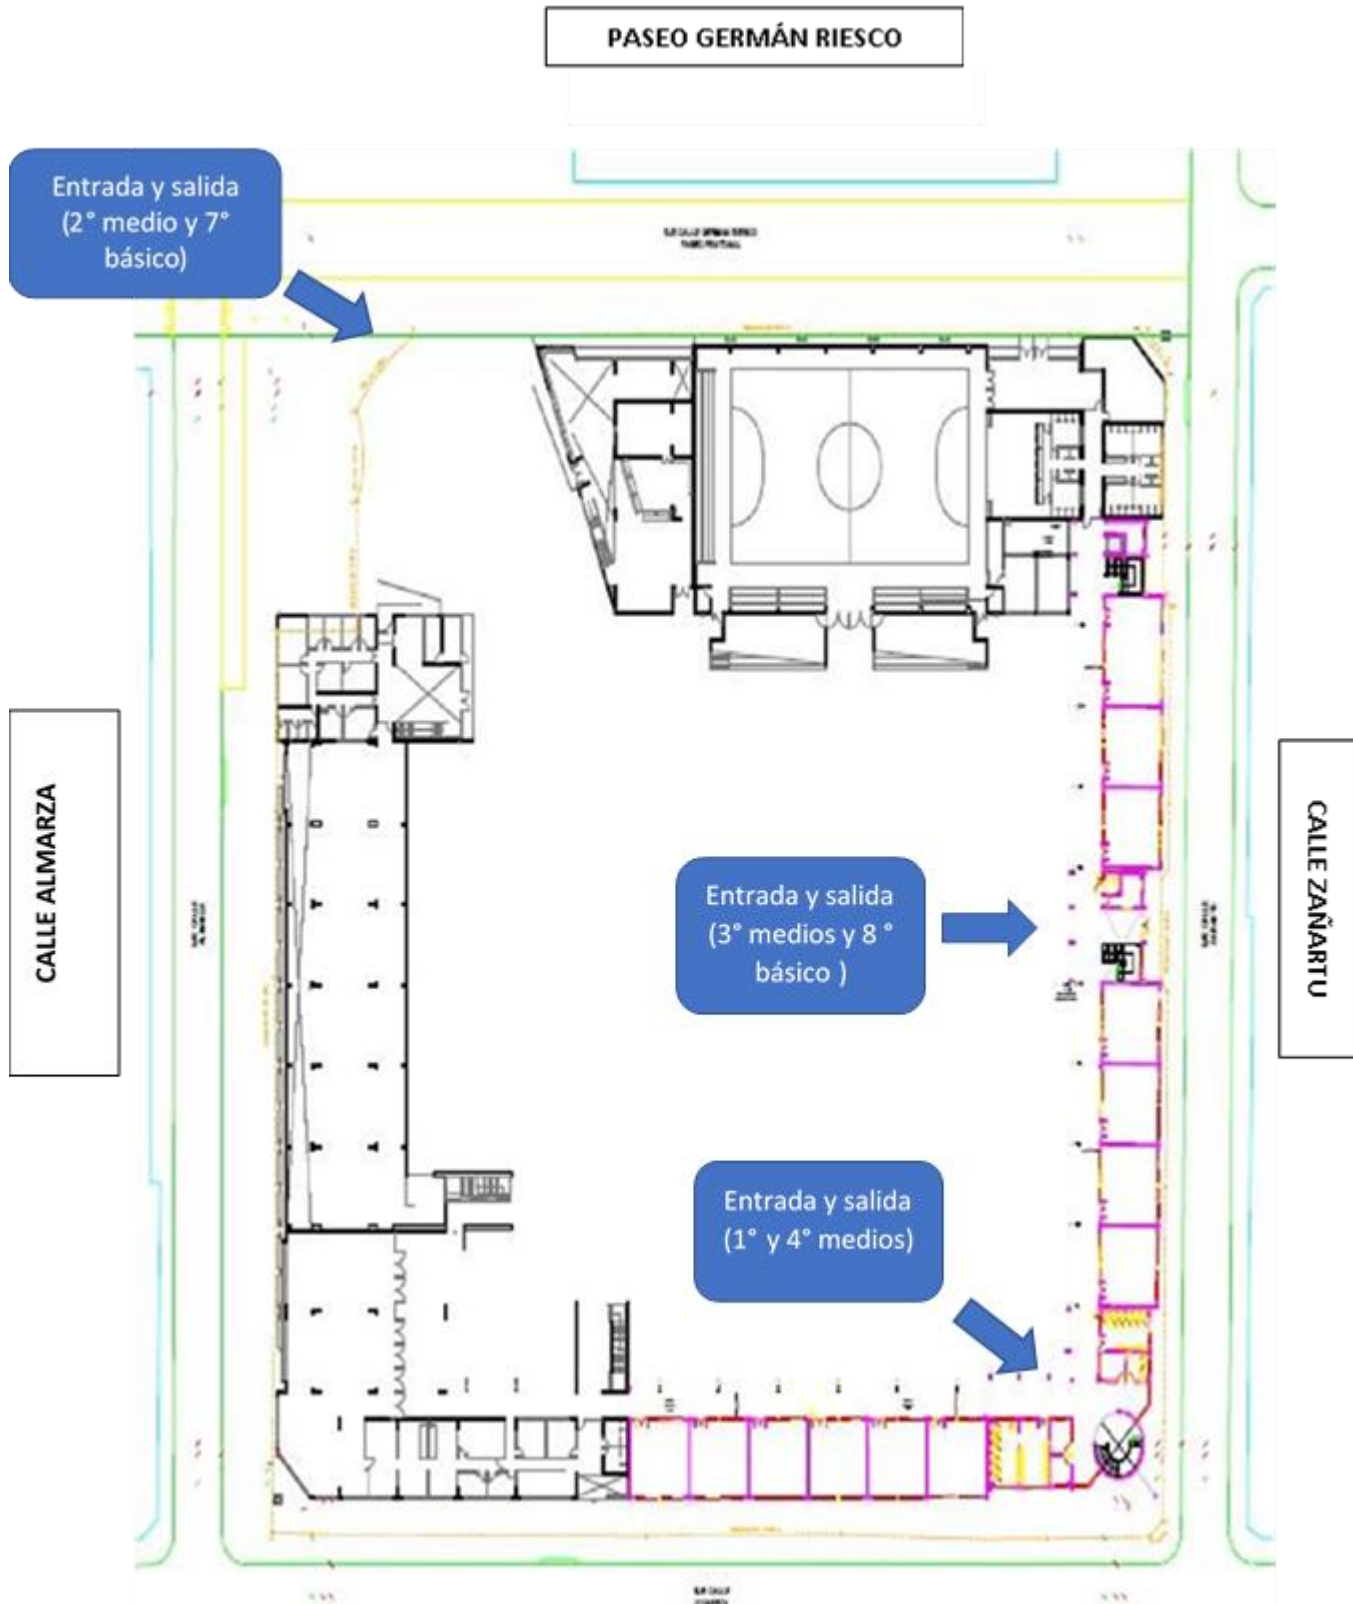 PASEO GERMÁN RIESCO
Entrada y salida
(2° medio y 7°
básico)
CALLE ALMARZA
Entrada y salida
(3° medios y 8 °
básico )
CALLE ZAÑARTU
Entrada y salida
(1° y 4° medios)